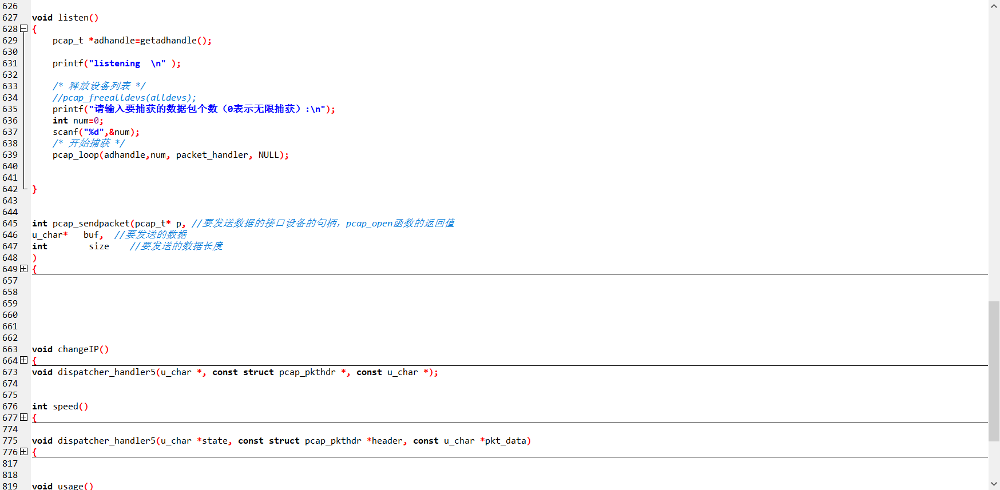 626
627 void listen()
628 {
629 pcap_t *adhandle=getadhandle();
630
631 printf("listening  \n" );
632
633 /* 释放设备列表 */
634 //pcap_freealldevs(alldevs);
635 printf("请输入要捕获的数据包个数（0表示无限捕获）:\n");
636 int num=0;
637 scanf("%d",&num);
638 /* 开始捕获 */
639 pcap_loop(adhandle,num, packet_handler, NULL);
640
641
642 }
643
644
645 int pcap_sendpacket(pcap_t* p, //要发送数据的接口设备的句柄，pcap_open函数的返回值
646 u_char*   buf,  //要发送的数据
647 int        size    //要发送的数据长度
648 )
649 {
657
658
659
660
661
662
663 void changeIP()
664 {
673 void dispatcher_handler5(u_char *, const struct pcap_pkthdr *, const u_char *);
674
675
676 int speed()
677 {
774
775 void dispatcher_handler5(u_char *state, const struct pcap_pkthdr *header, const u_char *pkt_data)
776 {
817
818
819 void usage()